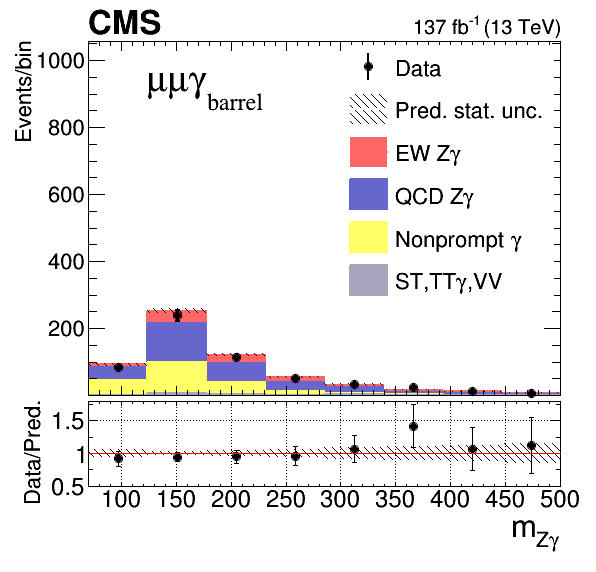 CMS 137 fb⁻¹ (13 TeV)
Events/bin
1000
800
600
400
200
μμγ_barrel
Data
Pred. stat. unc.
EW Zγ
QCD Zγ
Nonprompt γ
ST,TTγ,VV
Data/Pred.
1.5
1
0.5
100 150 200 250 300 350 400 450 500
m_Zγ